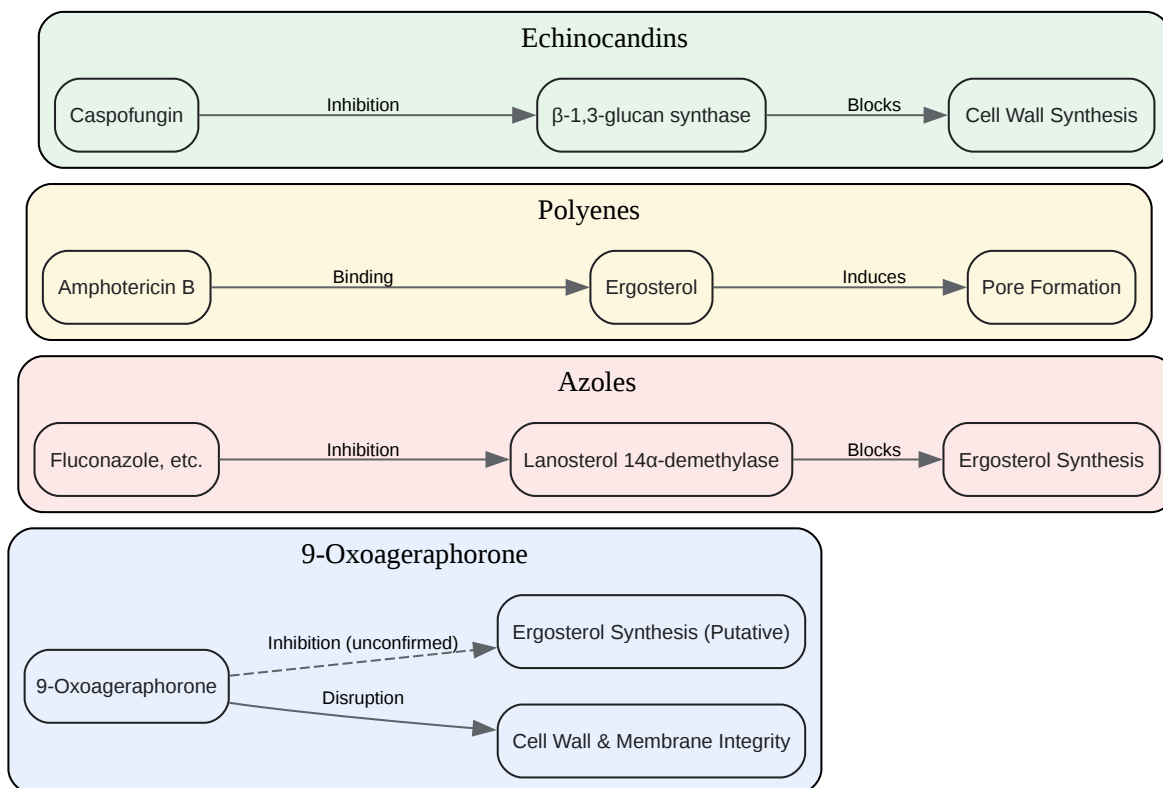 Echinocandins
Caspofungin
Inhibition
β-1,3-glucan synthase
Blocks
Cell Wall Synthesis
Polyenes
Amphotericin B
Binding
Ergosterol
Induces
Pore Formation
Azoles
Fluconazole, etc.
Inhibition
Lanosterol 14α-demethylase
Blocks
Ergosterol Synthesis
9-Oxoageraphorone
9-Oxoageraphorone
Inhibition (unconfirmed)
Ergosterol Synthesis (Putative)
Disruption
Cell Wall & Membrane Integrity